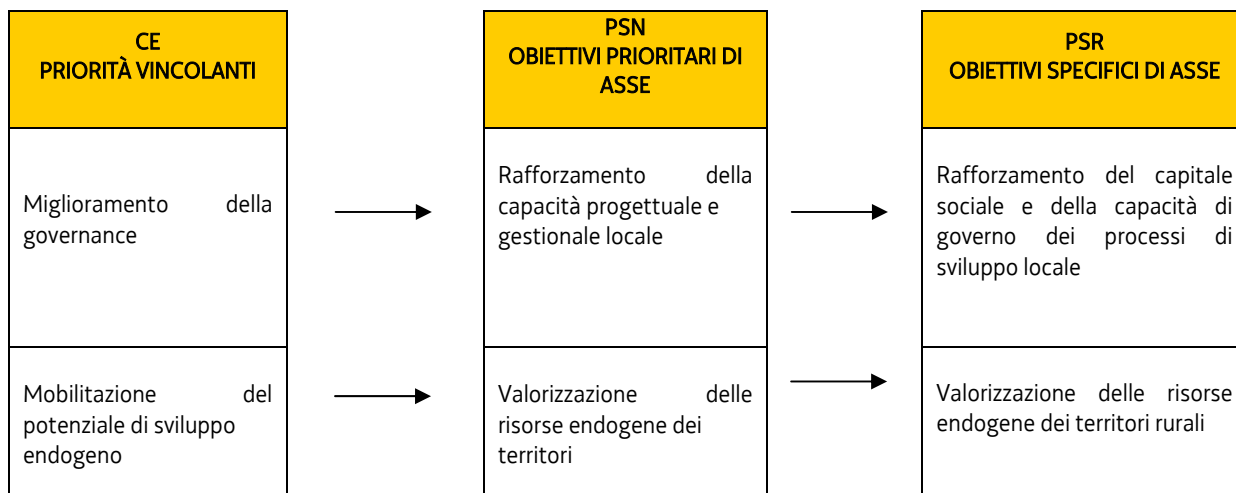 CE
PRIORITÀ VINCOLANTI
PSN
OBIETTIVI PRIORITARI DI
ASSE
PSR
OBIETTIVI SPECIFICI DI ASSE
Miglioramento della
governance
Rafforzamento della
capacità progettuale e
gestionale locale
Rafforzamento del capitale
sociale e della capacità di
governo dei processi di
sviluppo locale
Mobilitazione del
potenziale di sviluppo
endogeno
Valorizzazione delle
risorse endogene dei
territori
Valorizzazione delle risorse
endogene dei territori rurali